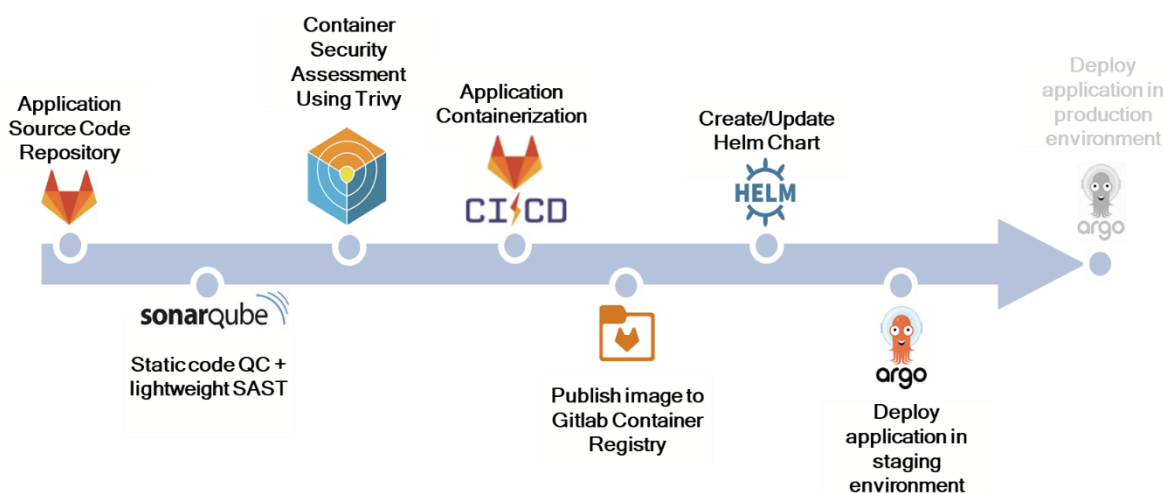 Application
Source Code
Repository
sonarqube
Static code QC +
lightweight SAST
Container
Security
Assessment
Using Trivy
Application
Containerization
CI CD
Publish image to
Gitlab Container
Registry
Create/Update
Helm Chart
HELM
argo
Deploy
application in
staging
environment
Deploy
application in
production
environment
argo